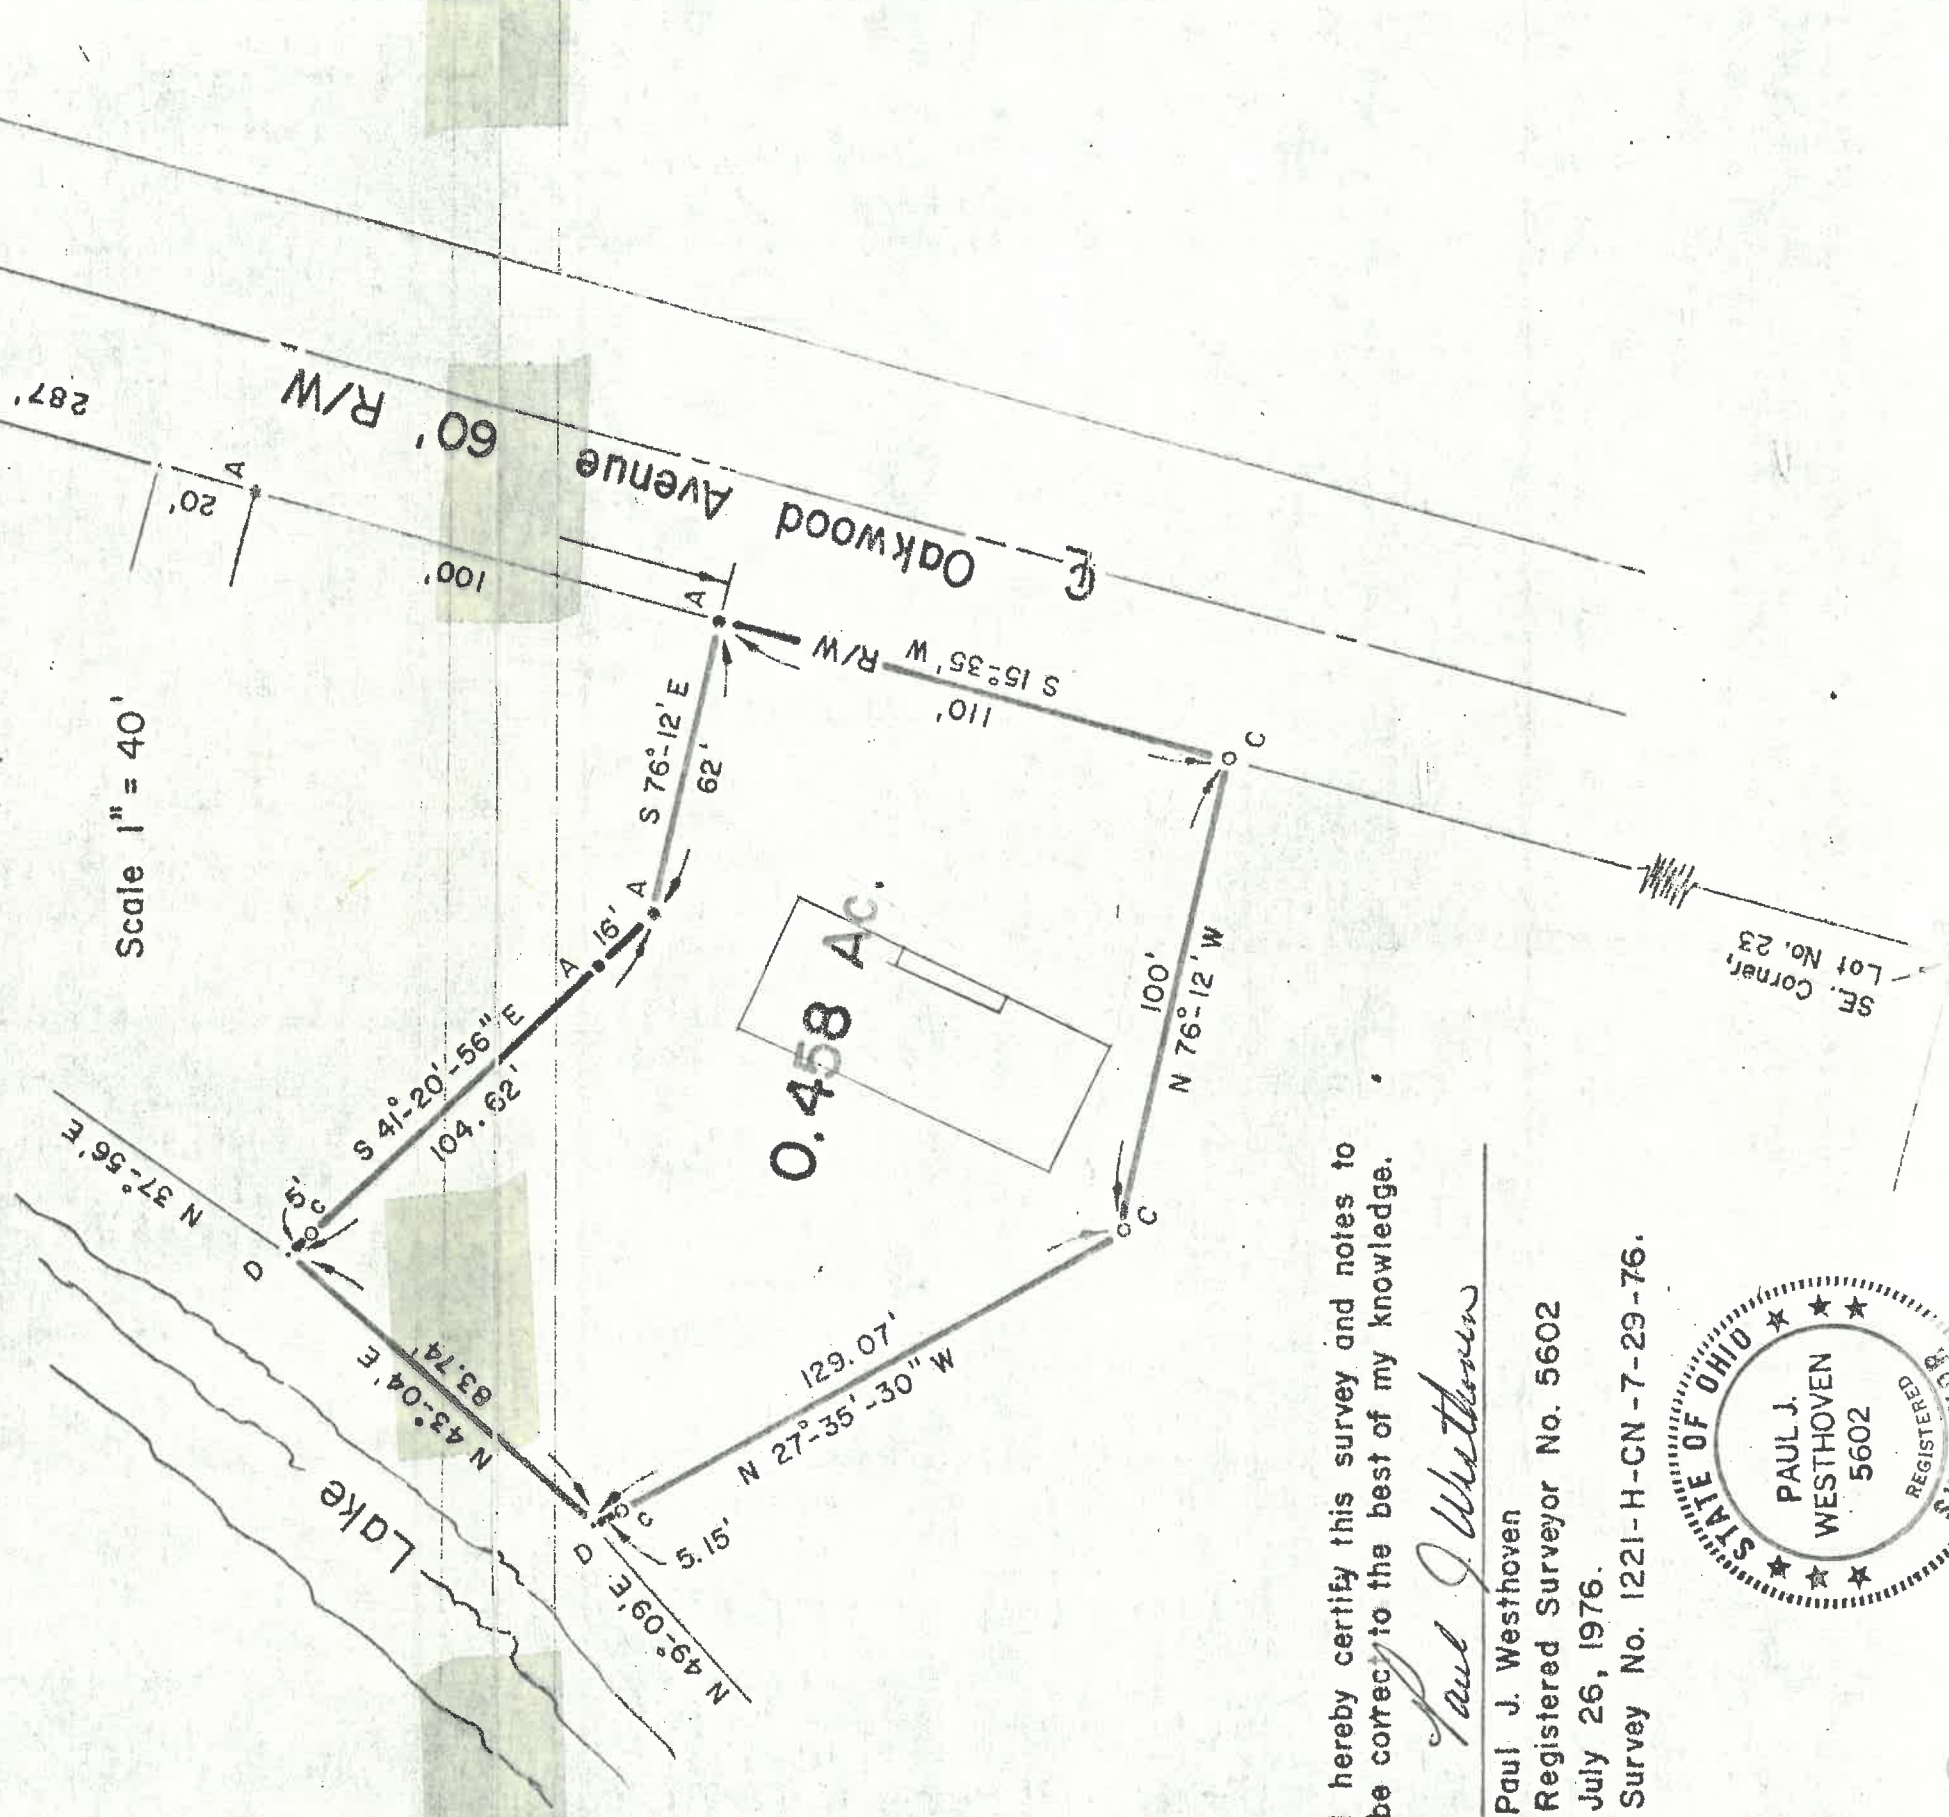 Scale 1" = 40'
287'
20'
A
100'
60' R/W
Oakwood Avenue
℄
A
R/W
S 15°-35' W
110'
C
S 76°-12' E
62'
A
16'
A
S 41°-20'-56" E
104.62'
5'
C
D
N 37°-56' E
Lake
N 43°-04' E
83.74'
D
C
5.15'
N 49°-09' E
129.07'
N 27°-35'-30" W
C
100'
N 76°-12' W
0.458 AC.
SE. Corner,
Lot No. 23
hereby certify this survey and notes to
be correct to the best of my knowledge.
Paul J. Westhoven
Paul J. Westhoven
Registered Surveyor No. 5602
July 26, 1976.
Survey No. 1221-H-CN-7-29-76.
STATE OF OHIO
PAUL J.
WESTHOVEN
5602
REGISTERED